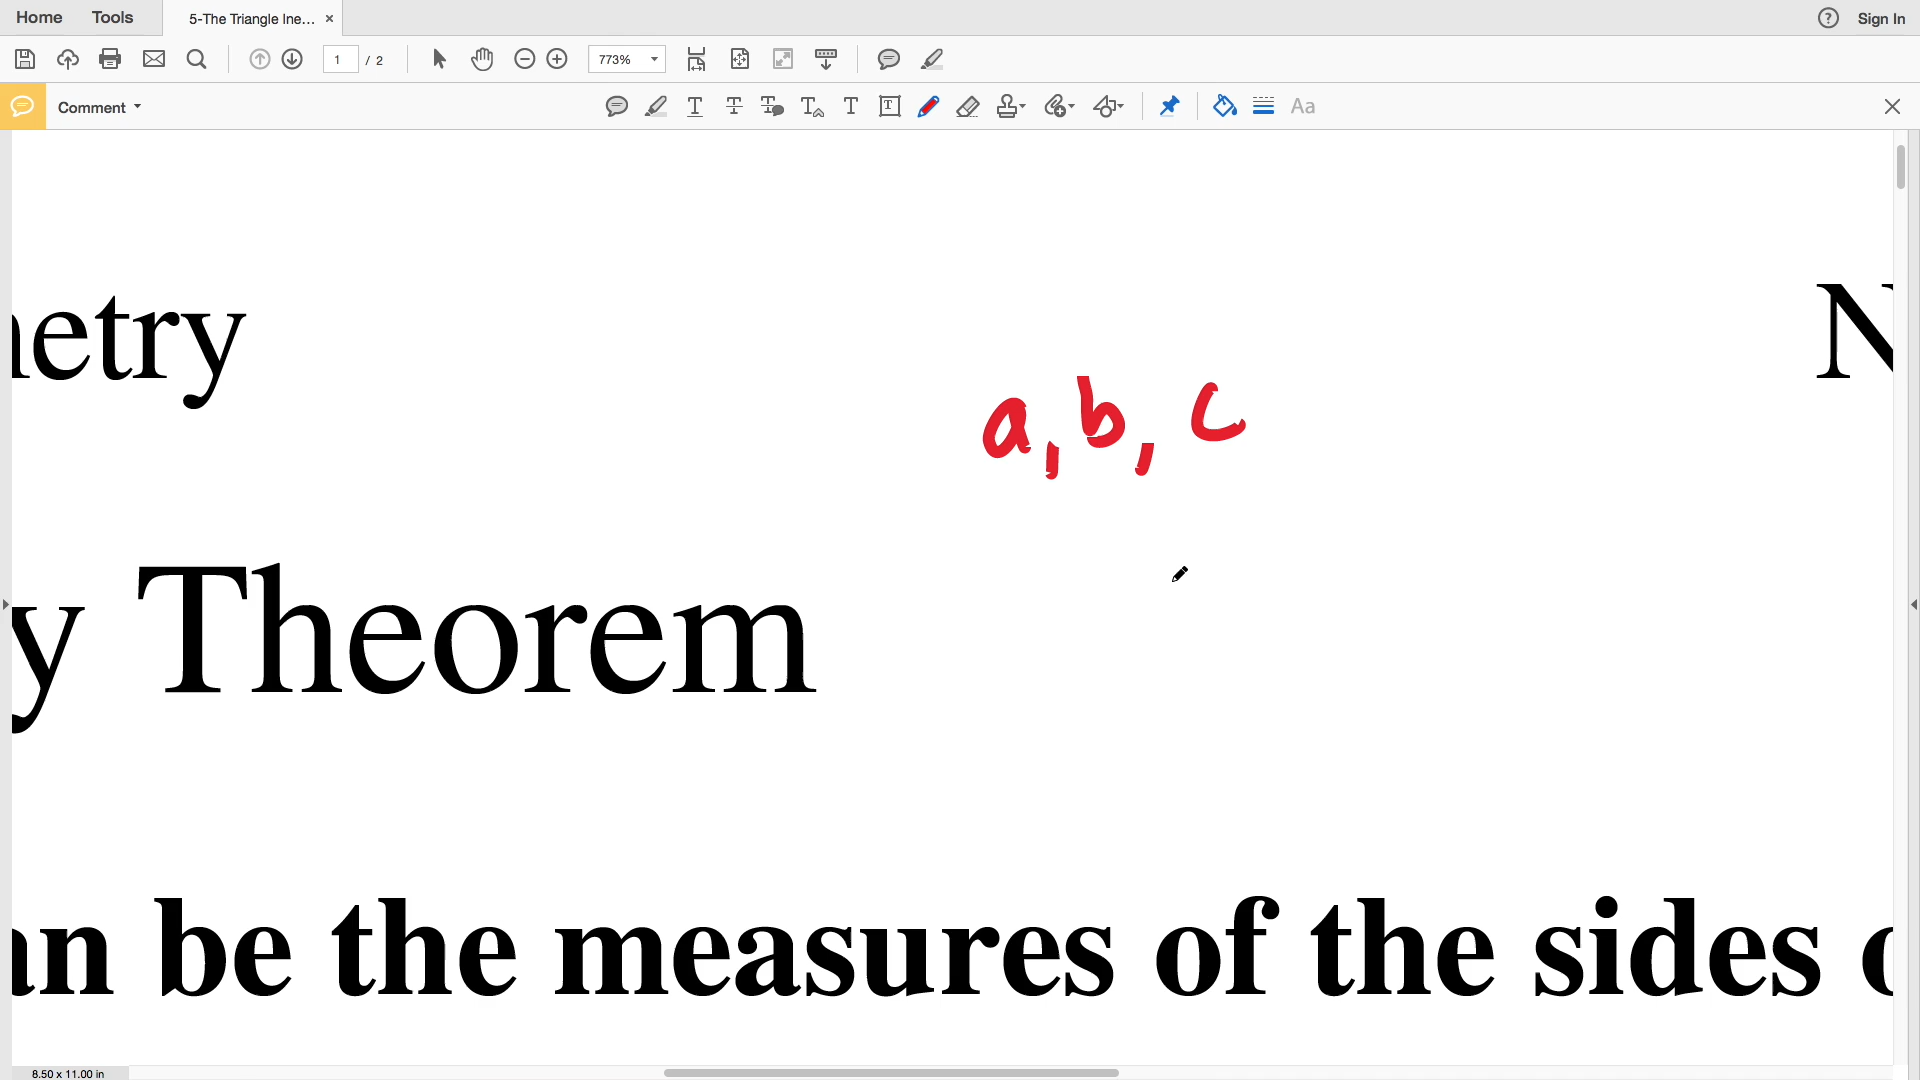 Home Tools 5-The Triangle Ine... × Sign In
1 / 2 773%
Comment Aa
etry N
a, b, c
y Theorem
an be the measures of the sides
8.50 x 11.00 in